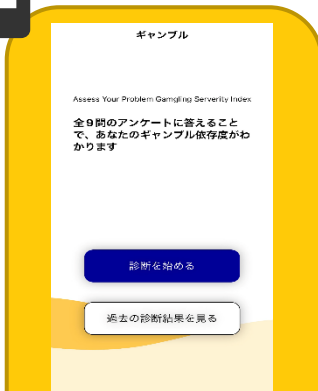 ギャンブル
Assess Your Problem Gamgling Serverity Index
全９問のアンケートに答えること
で、あなたのギャンブル依存度がわ
かります
診断を始める
過去の診断結果を見る